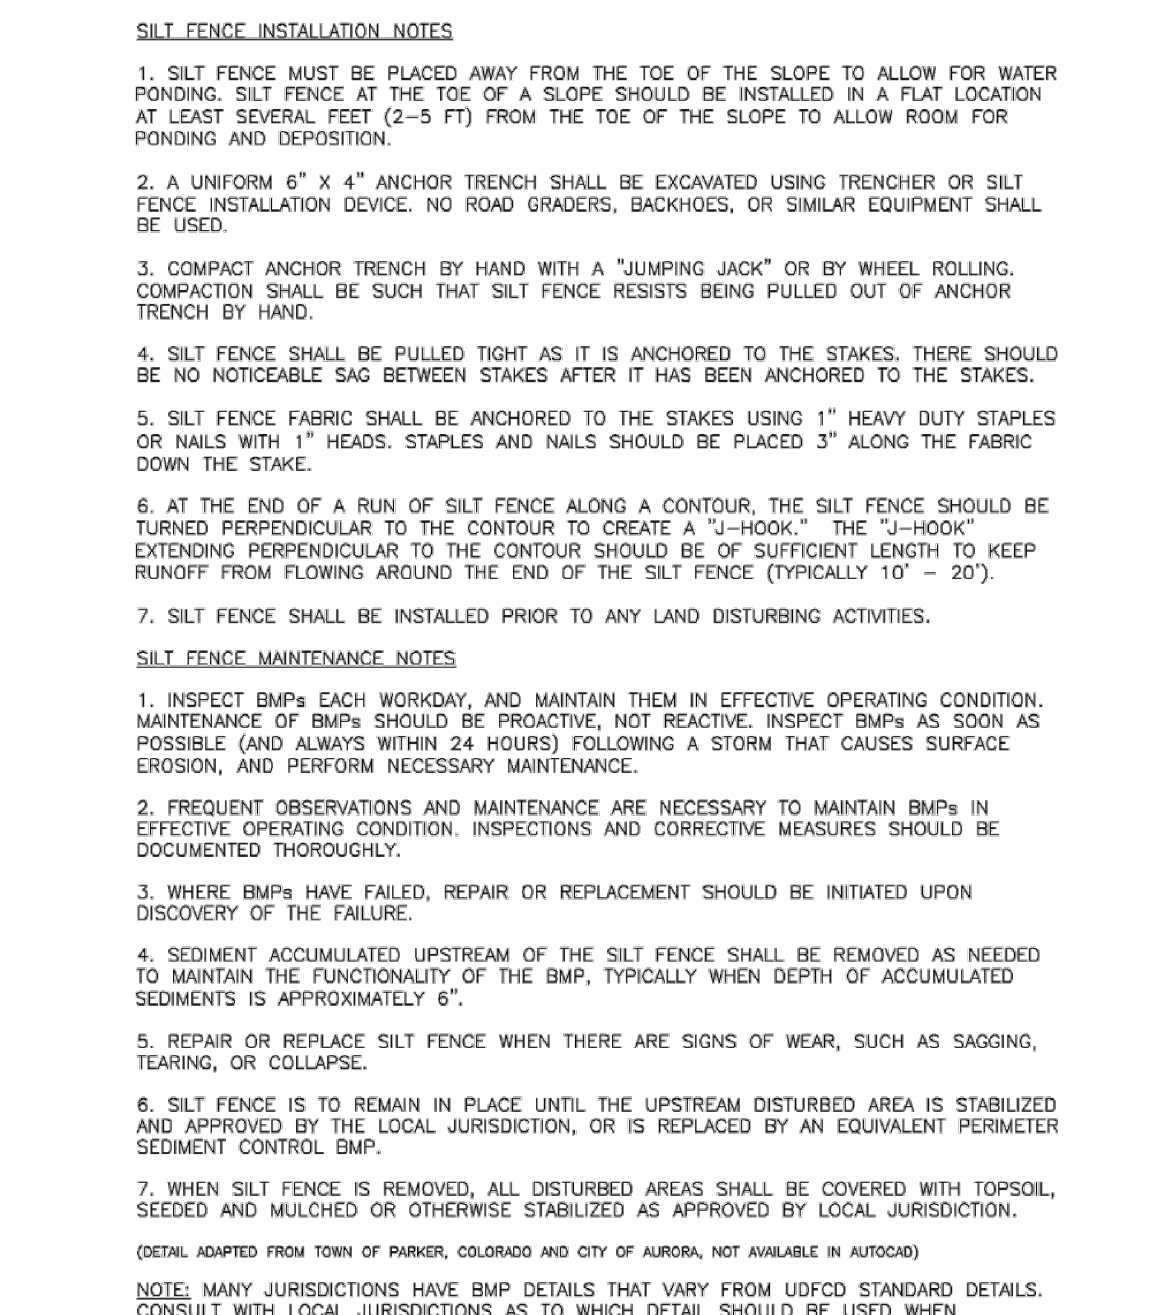 SILT FENCE INSTALLATION NOTES
1. SILT FENCE MUST BE PLACED AWAY FROM THE TOE OF THE SLOPE TO ALLOW FOR WATER
PONDING. SILT FENCE AT THE TOE OF A SLOPE SHOULD BE INSTALLED IN A FLAT LOCATION
AT LEAST SEVERAL FEET (2–5 FT) FROM THE TOE OF THE SLOPE TO ALLOW ROOM FOR
PONDING AND DEPOSITION.
2. A UNIFORM 6" X 4" ANCHOR TRENCH SHALL BE EXCAVATED USING TRENCHER OR SILT
FENCE INSTALLATION DEVICE. NO ROAD GRADERS, BACKHOES, OR SIMILAR EQUIPMENT SHALL
BE USED.
3. COMPACT ANCHOR TRENCH BY HAND WITH A "JUMPING JACK" OR BY WHEEL ROLLING.
COMPACTION SHALL BE SUCH THAT SILT FENCE RESISTS BEING PULLED OUT OF ANCHOR
TRENCH BY HAND.
4. SILT FENCE SHALL BE PULLED TIGHT AS IT IS ANCHORED TO THE STAKES. THERE SHOULD
BE NO NOTICEABLE SAG BETWEEN STAKES AFTER IT HAS BEEN ANCHORED TO THE STAKES.
5. SILT FENCE FABRIC SHALL BE ANCHORED TO THE STAKES USING 1" HEAVY DUTY STAPLES
OR NAILS WITH 1" HEADS. STAPLES AND NAILS SHOULD BE PLACED 3" ALONG THE FABRIC
DOWN THE STAKE.
6. AT THE END OF A RUN OF SILT FENCE ALONG A CONTOUR, THE SILT FENCE SHOULD BE
TURNED PERPENDICULAR TO THE CONTOUR TO CREATE A "J–HOOK." THE "J–HOOK"
EXTENDING PERPENDICULAR TO THE CONTOUR SHOULD BE OF SUFFICIENT LENGTH TO KEEP
RUNOFF FROM FLOWING AROUND THE END OF THE SILT FENCE (TYPICALLY 10' – 20').
7. SILT FENCE SHALL BE INSTALLED PRIOR TO ANY LAND DISTURBING ACTIVITIES.
SILT FENCE MAINTENANCE NOTES
1. INSPECT BMPs EACH WORKDAY, AND MAINTAIN THEM IN EFFECTIVE OPERATING CONDITION.
MAINTENANCE OF BMPs SHOULD BE PROACTIVE, NOT REACTIVE. INSPECT BMPs AS SOON AS
POSSIBLE (AND ALWAYS WITHIN 24 HOURS) FOLLOWING A STORM THAT CAUSES SURFACE
EROSION, AND PERFORM NECESSARY MAINTENANCE.
2. FREQUENT OBSERVATIONS AND MAINTENANCE ARE NECESSARY TO MAINTAIN BMPs IN
EFFECTIVE OPERATING CONDITION. INSPECTIONS AND CORRECTIVE MEASURES SHOULD BE
DOCUMENTED THOROUGHLY.
3. WHERE BMPs HAVE FAILED, REPAIR OR REPLACEMENT SHOULD BE INITIATED UPON
DISCOVERY OF THE FAILURE.
4. SEDIMENT ACCUMULATED UPSTREAM OF THE SILT FENCE SHALL BE REMOVED AS NEEDED
TO MAINTAIN THE FUNCTIONALITY OF THE BMP, TYPICALLY WHEN DEPTH OF ACCUMULATED
SEDIMENTS IS APPROXIMATELY 6".
5. REPAIR OR REPLACE SILT FENCE WHEN THERE ARE SIGNS OF WEAR, SUCH AS SAGGING,
TEARING, OR COLLAPSE.
6. SILT FENCE IS TO REMAIN IN PLACE UNTIL THE UPSTREAM DISTURBED AREA IS STABILIZED
AND APPROVED BY THE LOCAL JURISDICTION, OR IS REPLACED BY AN EQUIVALENT PERIMETER
SEDIMENT CONTROL BMP.
7. WHEN SILT FENCE IS REMOVED, ALL DISTURBED AREAS SHALL BE COVERED WITH TOPSOIL,
SEEDED AND MULCHED OR OTHERWISE STABILIZED AS APPROVED BY LOCAL JURISDICTION.
(DETAIL ADAPTED FROM TOWN OF PARKER, COLORADO AND CITY OF AURORA, NOT AVAILABLE IN AUTOCAD)
NOTE: MANY JURISDICTIONS HAVE BMP DETAILS THAT VARY FROM UDFCD STANDARD DETAILS.
CONSULT WITH LOCAL JURISDICTIONS AS TO WHICH DETAIL SHOULD BE USED WHEN